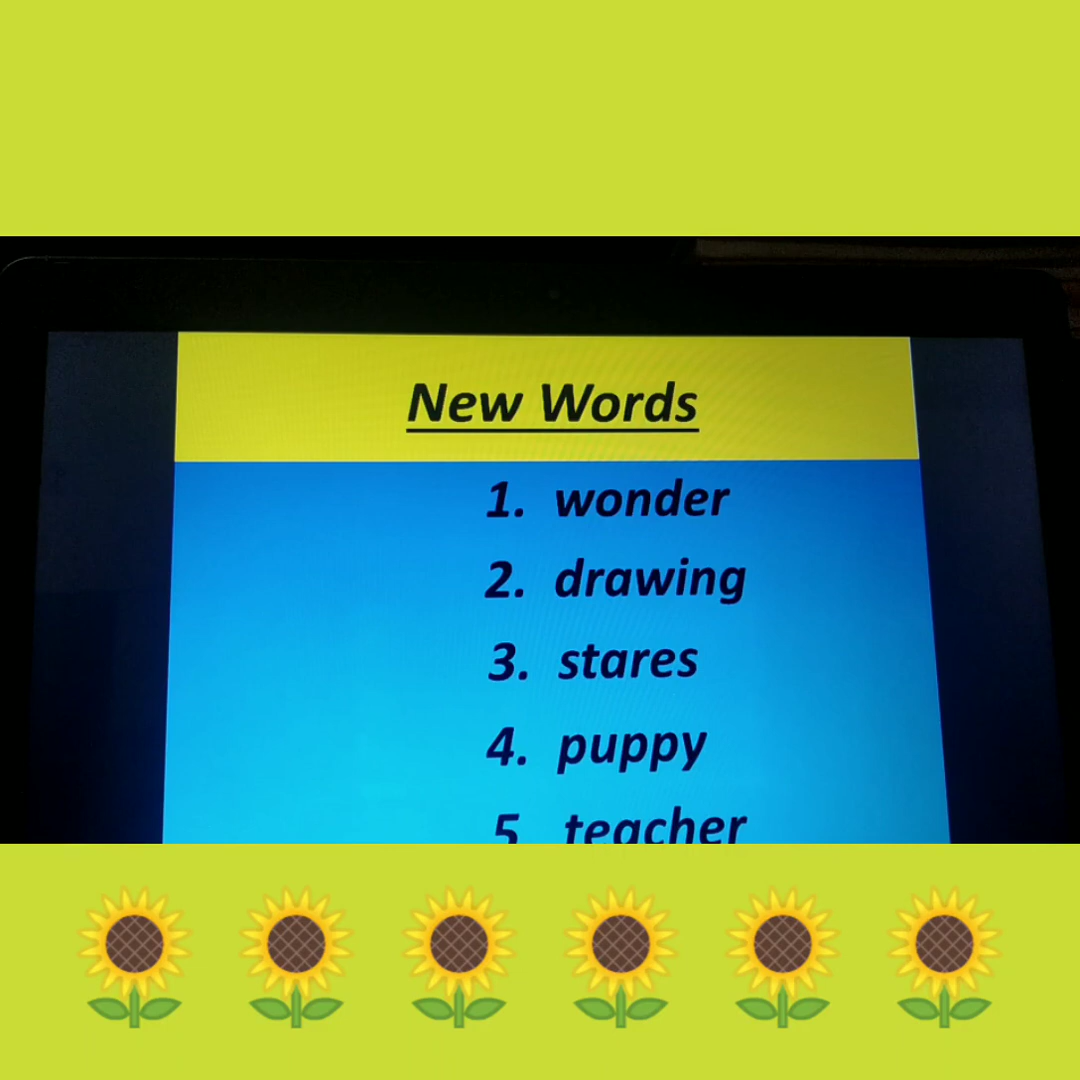 New Words
1. wonder
2. drawing
3. stares
4. puppy
5 teacher